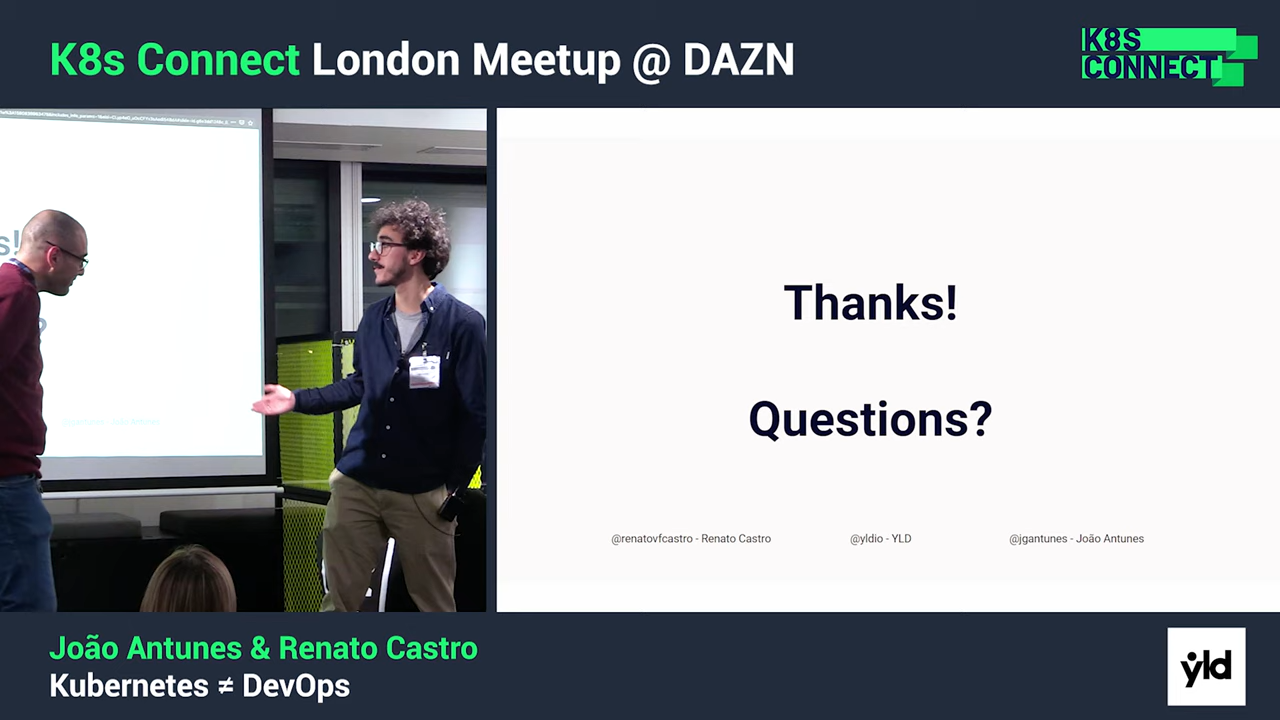 K8s Connect London Meetup @ DAZN
K8S
CONNECT
s!
?
Thanks!
Questions?
@renatovfcastro - Renato Castro
@yldio - YLD
@jgantunes - João Antunes
João Antunes & Renato Castro
Kubernetes ≠ DevOps
yld